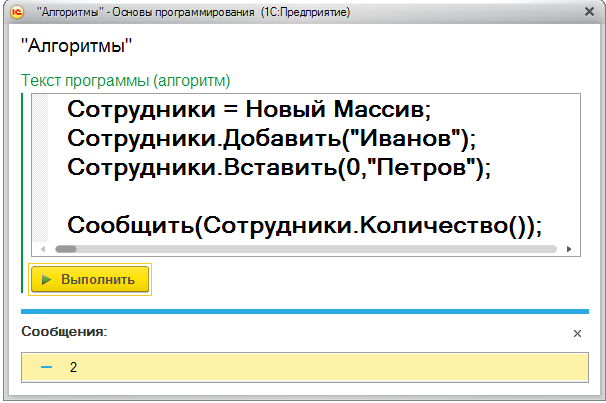 "Алгоритмы" - Основы программирования (1С:Предприятие)
"Алгоритмы"
Текст программы (алгоритм)
Сотрудники = Новый Массив;
Сотрудники.Добавить("Иванов");
Сотрудники.Вставить(0,"Петров");
Сообщить(Сотрудники.Количество());
Выполнить
Сообщения:
2